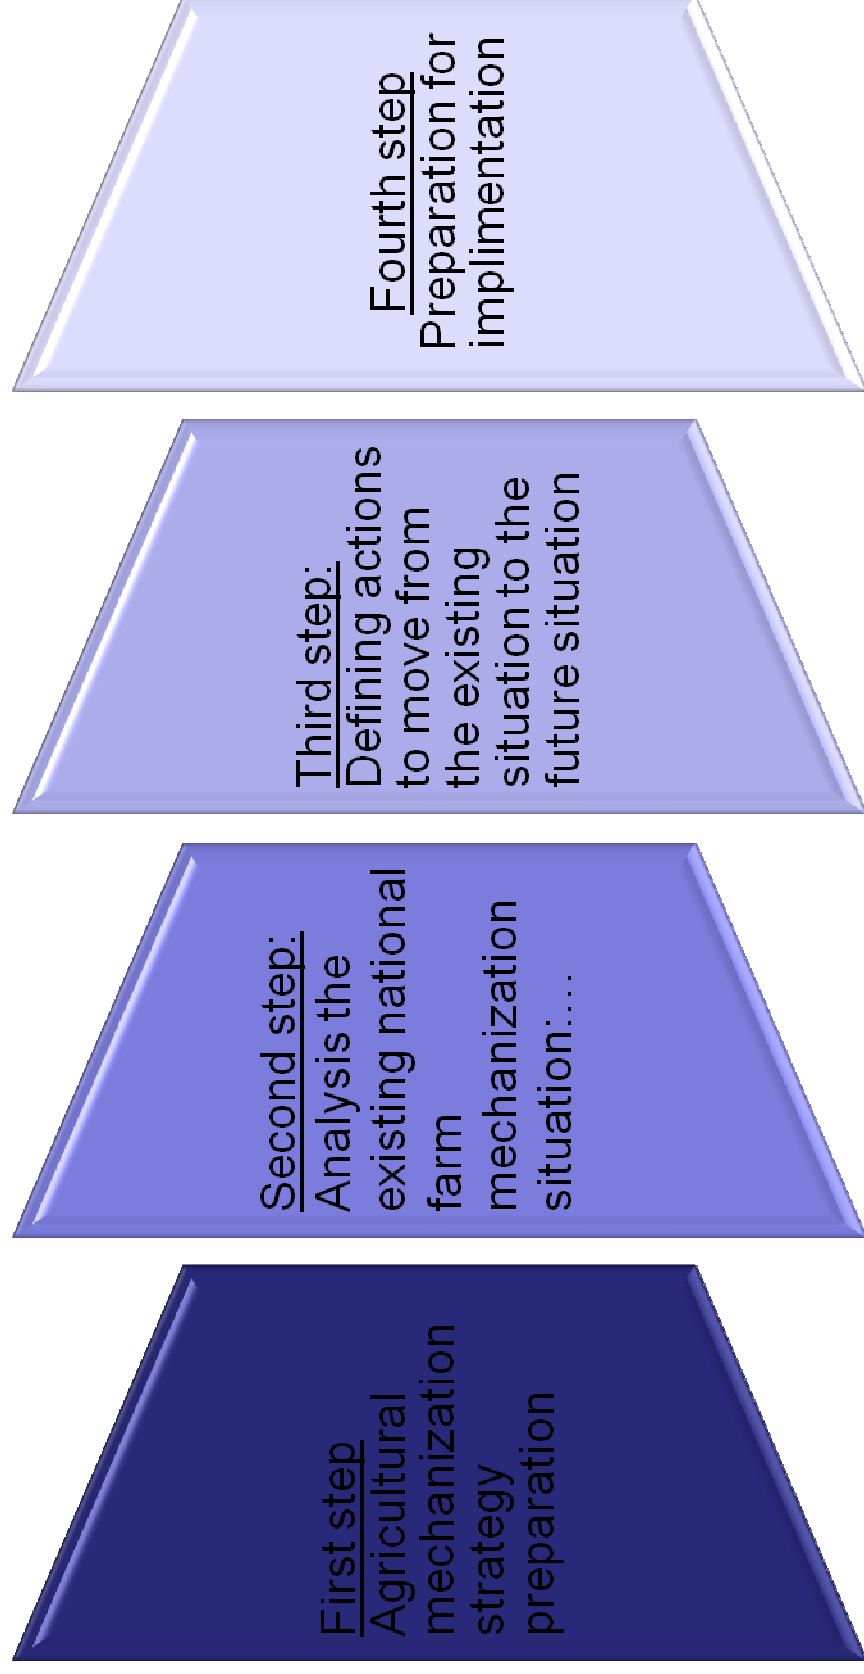 First step
Agricultural
mechanization
strategy
preparation
Second step:
Analysis the
existing national
farm
mechanization
situation:...
Third step:
Defining actions
to move from
the existing
situation to the
future situation
Fourth step
Preparation for
implimentation